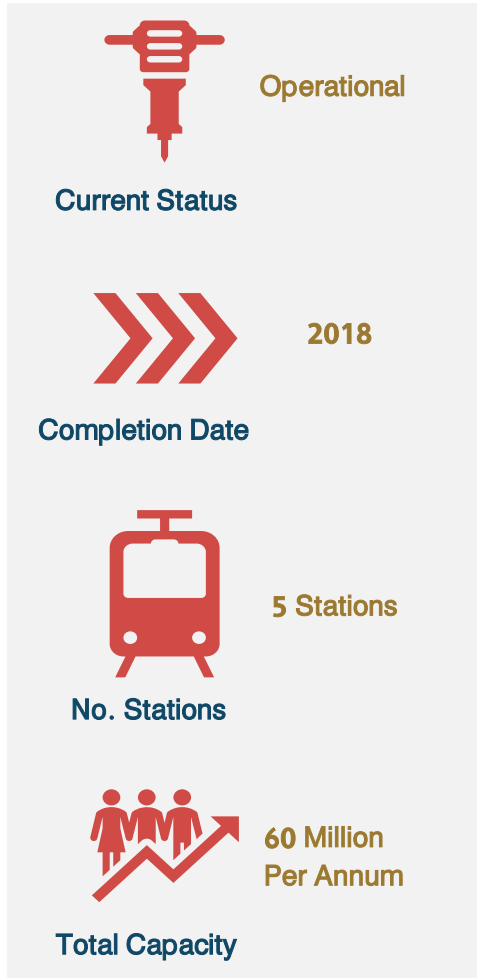 Operational
Current Status
2018
Completion Date
5 Stations
No. Stations
60 Million
Per Annum
Total Capacity